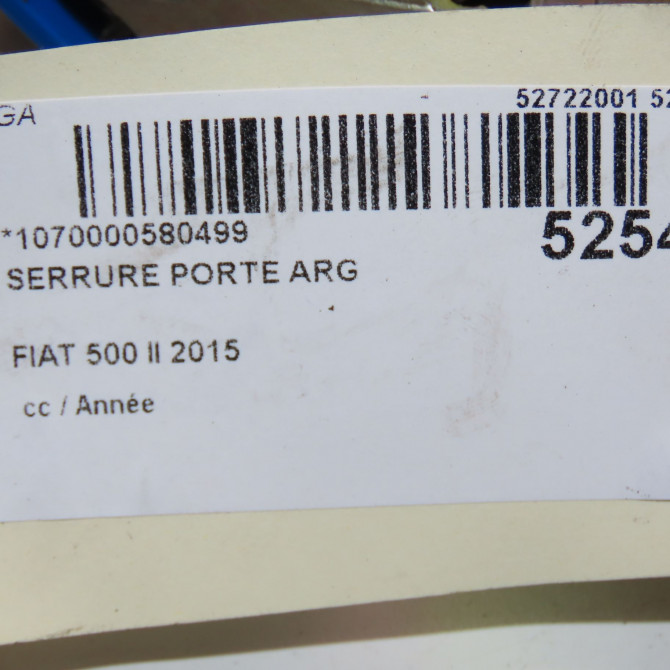 GA 52722001 52
*1070000580499 5254
SERRURE PORTE ARG
FIAT 500 II 2015
cc / Année